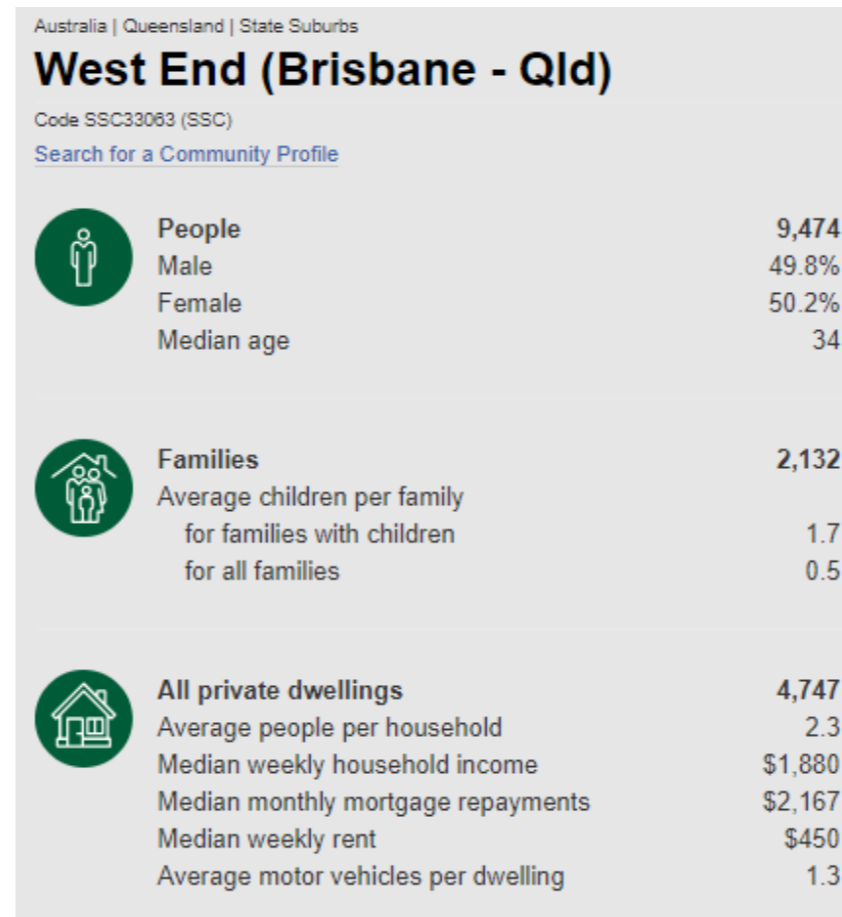 Australia | Queensland | State Suburbs
West End (Brisbane - Qld)
Code SSC33063 (SSC)
Search for a Community Profile
People 9,474
Male 49.8%
Female 50.2%
Median age 34
Families 2,132
Average children per family
for families with children 1.7
for all families 0.5
All private dwellings 4,747
Average people per household 2.3
Median weekly household income $1,880
Median monthly mortgage repayments $2,167
Median weekly rent $450
Average motor vehicles per dwelling 1.3